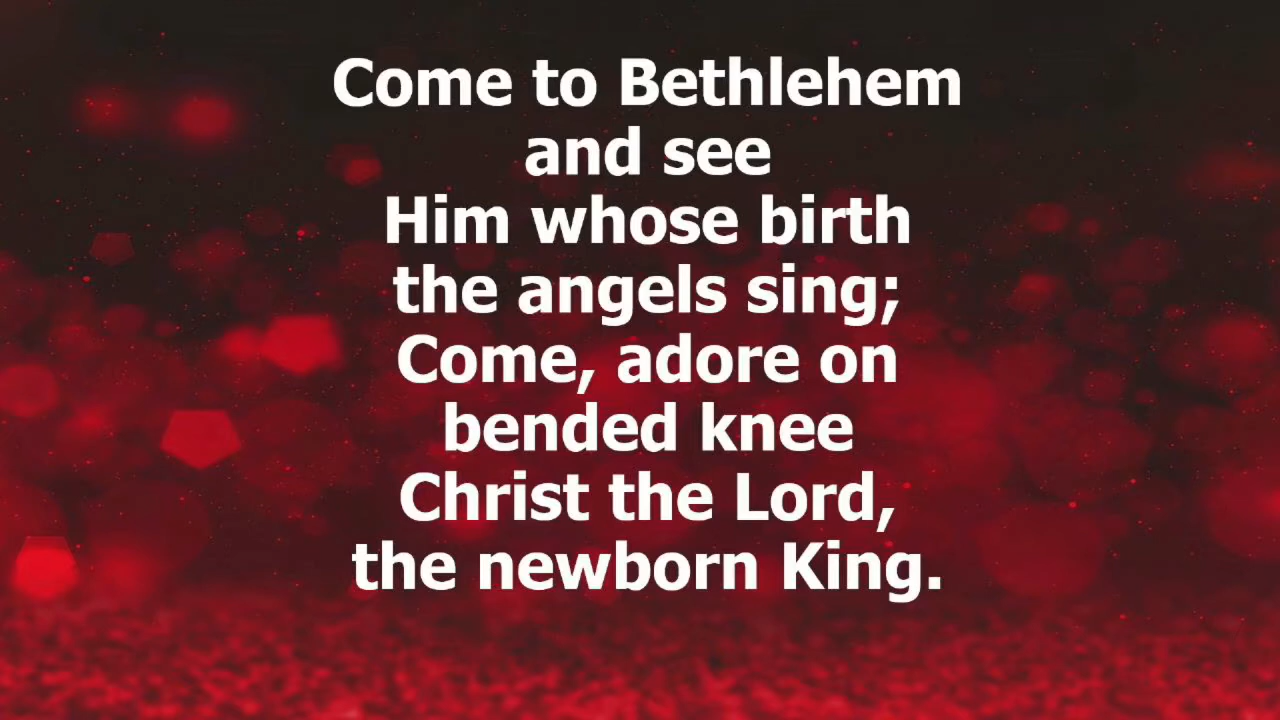 Come to Bethlehem
and see
Him whose birth
the angels sing;
Come, adore on
bended knee
Christ the Lord,
the newborn King.